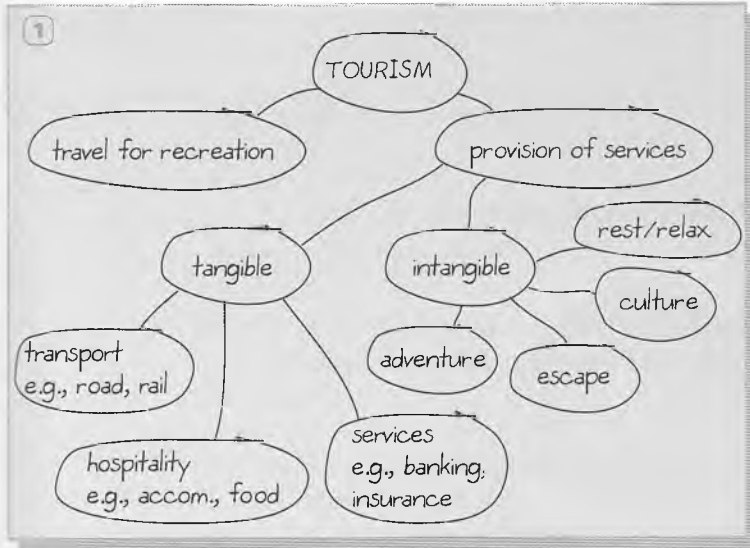 1
TOURISM
travel for recreation
provision of services
tangible
intangible
rest/relax
culture
adventure
escape
transport
e.g., road, rail
hospitality
e.g., accom., food
services
e.g., banking,
insurance